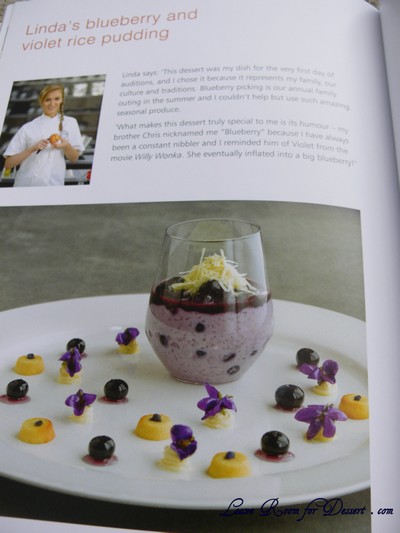 Linda's blueberry and
violet rice pudding
Linda says: 'This dessert was my dish for the very first day of
auditions, and I chose it because it represents my family, our
culture and traditions. Blueberry picking is our annual family
outing in the summer and I couldn't help but use such amazing
seasonal produce.
'What makes this dessert truly special to me is its humour – my
brother Chris nicknamed me "Blueberry" because I have always
been a constant nibbler and I reminded him of Violet from the
movie Willy Wonka. She eventually inflated into a big blueberry!'
Leave Room for Dessert . com